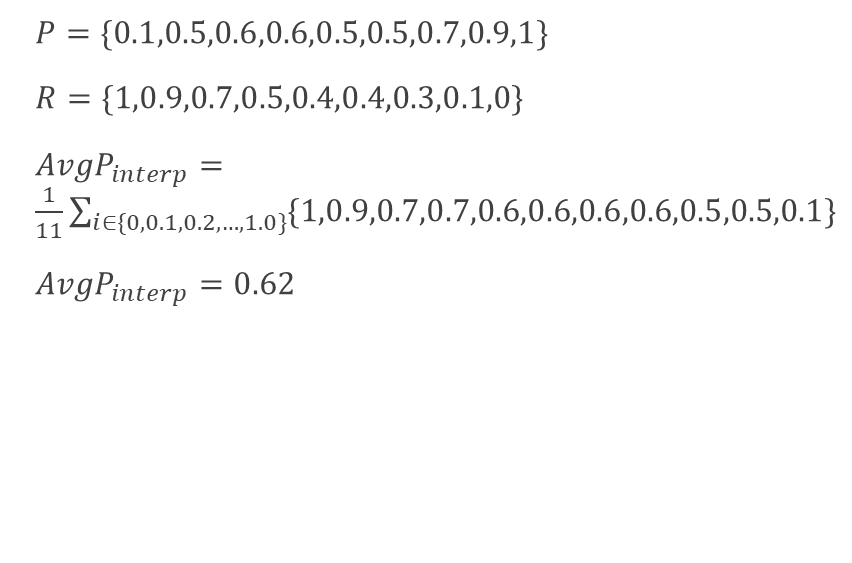 P = {0.1,0.5,0.6,0.6,0.5,0.5,0.7,0.9,1}
R = {1,0.9,0.7,0.5,0.4,0.4,0.3,0.1,0}
AvgP_interp =
1/11 ∑_i∈{0,0.1,0.2,…,1.0}{1,0.9,0.7,0.7,0.6,0.6,0.6,0.6,0.5,0.5,0.1}
AvgP_interp = 0.62